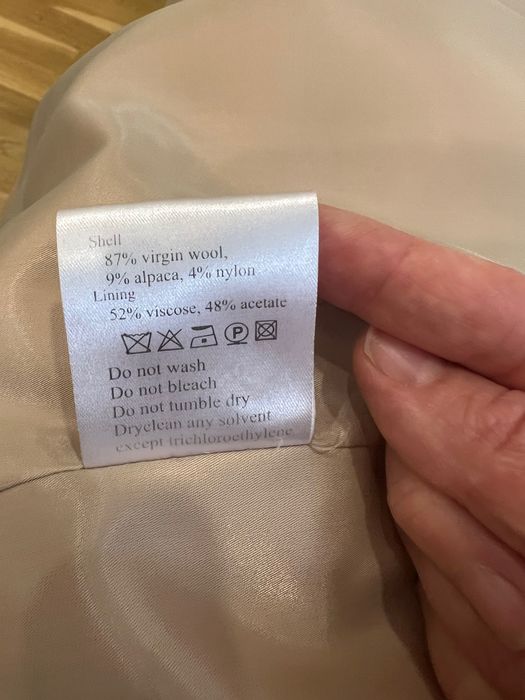 Shell
87% virgin wool,
9% alpaca, 4% nylon
Lining
52% viscose, 48% acetate
P
Do not wash
Do not bleach
Do not tumble dry
Dryclean any solvent
except trichloroethylene